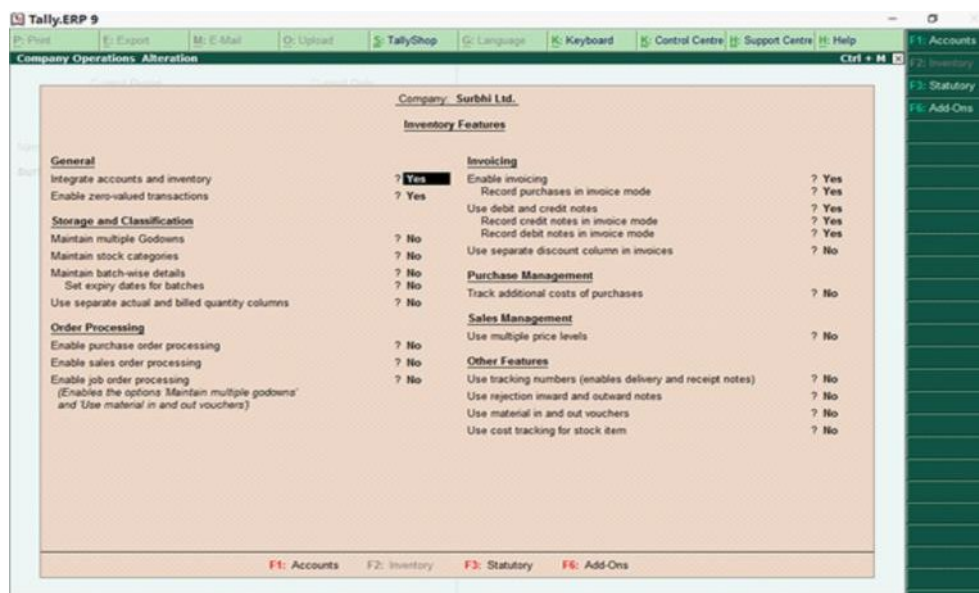 Tally.ERP 9
P: Print E: Export M: E-Mail O: Upload S: TallyShop G: Language K: Keyboard K: Control Centre H: Support Centre H: Help
Company Operations Alteration Ctrl + M
F1: Accounts
F2: Inventory
F3: Statutory
F6: Add-Ons
Company: Surbhi Ltd.
Inventory Features
General
Integrate accounts and inventory ? Yes
Enable zero-valued transactions ? Yes
Storage and Classification
Maintain multiple Godowns ? No
Maintain stock categories ? No
Maintain batch-wise details ? No
Set expiry dates for batches ? No
Use separate actual and billed quantity columns ? No
Order Processing
Enable purchase order processing ? No
Enable sales order processing ? No
Enable job order processing ? No
(Enables the options 'Maintain multiple godowns'
and 'Use material in and out vouchers')
Invoicing
Enable invoicing ? Yes
Record purchases in invoice mode ? Yes
Use debit and credit notes ? Yes
Record credit notes in invoice mode ? Yes
Record debit notes in invoice mode ? Yes
Use separate discount column in invoices ? No
Purchase Management
Track additional costs of purchases ? No
Sales Management
Use multiple price levels ? No
Other Features
Use tracking numbers (enables delivery and receipt notes) ? No
Use rejection inward and outward notes ? No
Use material in and out vouchers ? No
Use cost tracking for stock item ? No
F1: Accounts F2: Inventory F3: Statutory F6: Add-Ons